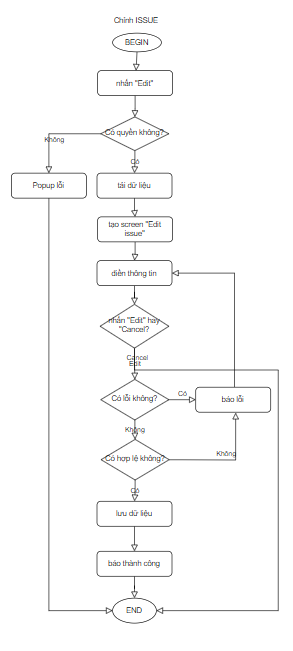 Chỉnh ISSUE
BEGIN
nhấn "Edit"
Có quyền không?
Không
Có
Popup lỗi
tải dữ liệu
tạo screen "Edit
issue"
điền thông tin
nhấn "Edit" hay
"Cancel?
Cancel
Edit
Có lỗi không?
Có
báo lỗi
Không
Có hợp lệ không?
Không
Có
lưu dữ liệu
báo thành công
END